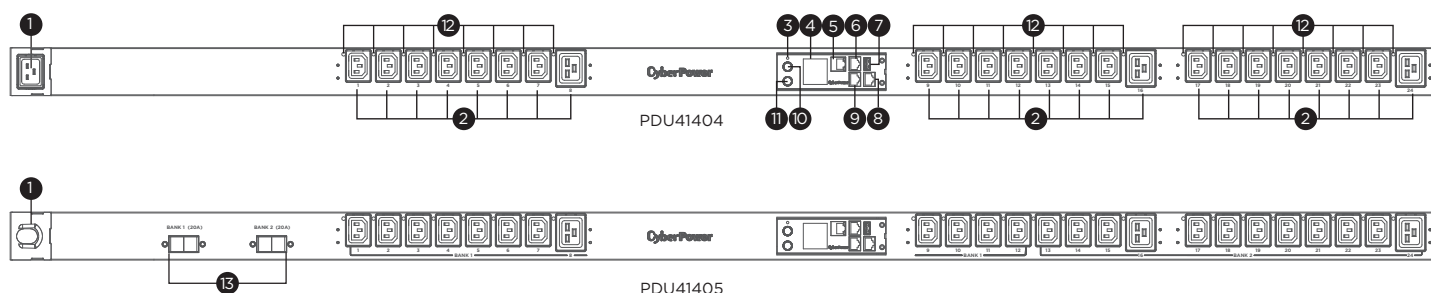 1 12 3 4 5 6 7 12 12
CyberPower
1 2 3 4 5 6 7 8 9 10 11 12 13 14 15 16 17 18 19 20 21 22 23 24
2 11 10 9 8 2 2
PDU41404
1
BANK 1 (20A) BANK 2 (20A)
CyberPower
1 2 3 4 5 6 7 8 9 10 11 12 13 14 15 16 17 18 19 20 21 22 23 24
BANK 1 BANK 1 BANK 2
13
PDU41405